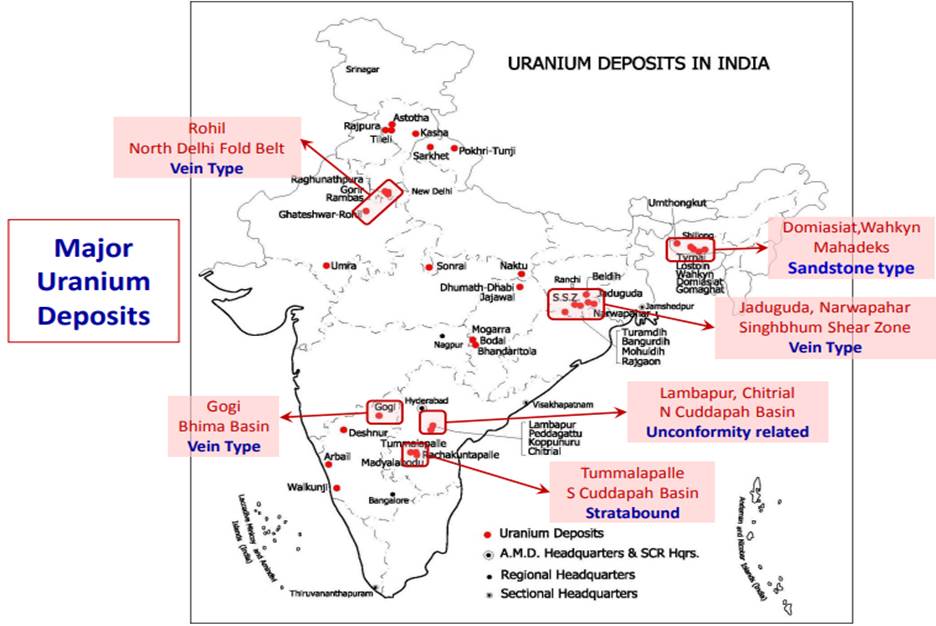 URANIUM DEPOSITS IN INDIA
Major
Uranium
Deposits
Srinagar
Astotha
Rajpura
Tileli
Kasha
Sarkhet
Pokhri-Tunji
Rohil
North Delhi Fold Belt
Vein Type
Raghunathpura
Gorir
Rambas
New Delhi
Ghateshwar-Rohil
Umthongkut
Shillong
Tyrnai
Lostoin
Wahkyn
Domiasiat
Gomaghat
Domiasiat,Wahkyn
Mahadeks
Sandstone type
Umra
Sonrai
Naktu
Dhumath-Dhabi
Jajawal
Ranchi
Beldih
S.S.Z.
Jaduguda
Narwapahar
Jamshedpur
Turamdih
Bangurdih
Mohuldih
Rajgaon
Jaduguda, Narwapahar
Singhbhum Shear Zone
Vein Type
Mogarra
Bodal
Bhandaritola
Nagpur
Gogi
Bhima Basin
Vein Type
Gogi
Hyderabad
Visakhapatnam
Lambapur
Peddagattu
Koppunuru
Chitrial
Lambapur, Chitrial
N Cuddapah Basin
Unconformity related
Deshnur
Tummalapalle
Rachakuntapalle
Madyalabodu
Arbail
Walkunji
Bangalore
Tummalapalle
S Cuddapah Basin
Stratabound
Thiruvananthapuram
Uranium Deposits
A.M.D. Headquarters & SCR Hqrs.
Regional Headquarters
Sectional Headquarters
Islands (India)
Andaman and Nicobar Islands (India)